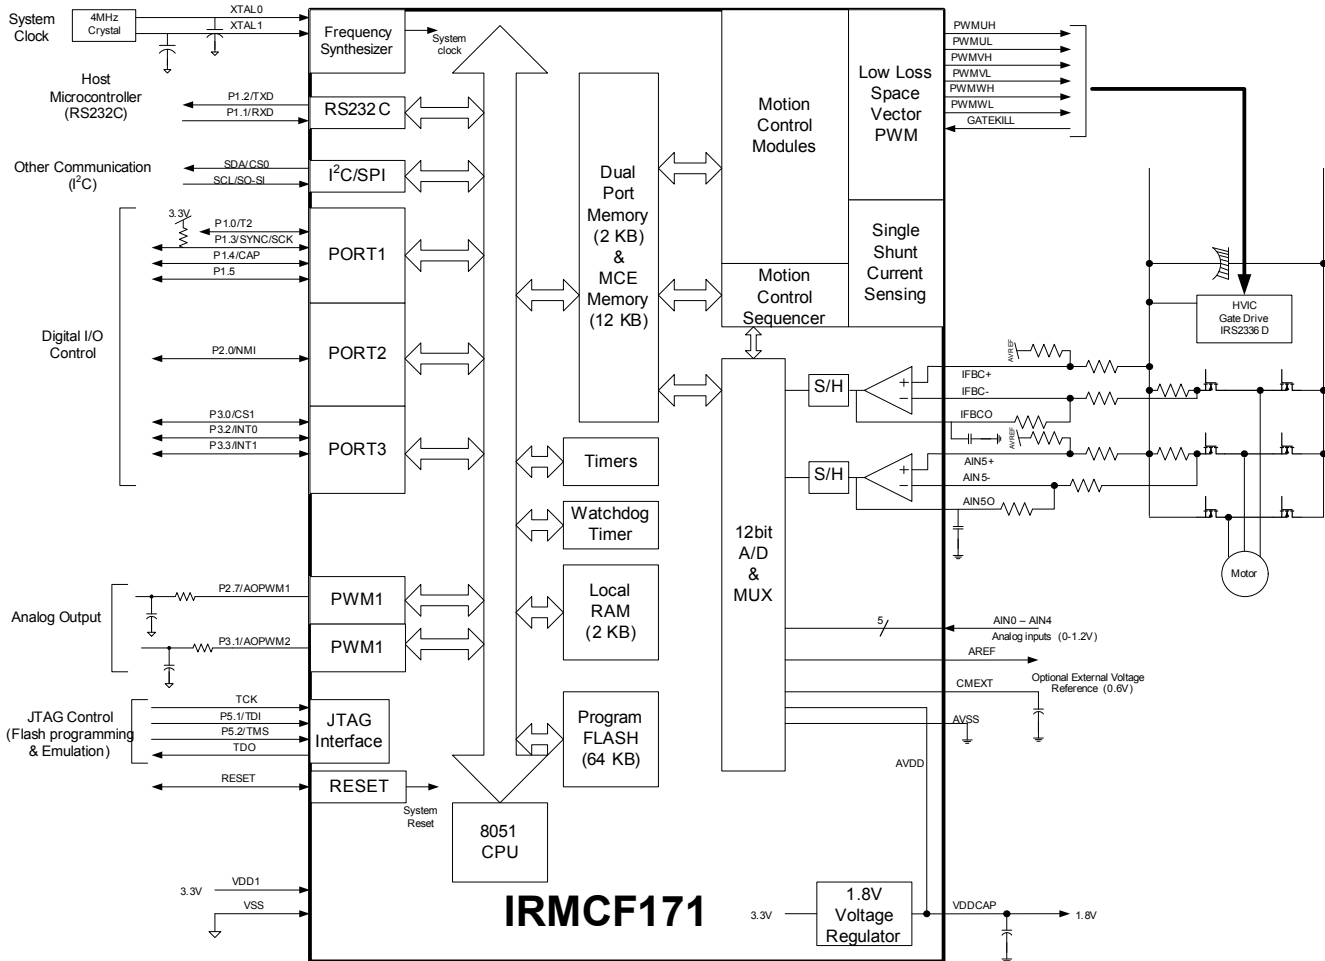 System
Clock
4MHz
Crystal
XTAL0
XTAL1
Frequency
Synthesizer
System
clock
Host
Microcontroller
(RS232C)
P1.2/TXD
P1.1/RXD
RS232C
Other Communication
(I²C)
SDA/CS0
SCL/SO-SI
I²C/SPI
3.3V
P1.0/T2
P1.3/SYNC/SCK
P1.4/CAP
P1.5
PORT1
Digital I/O
Control
P2.0/NMI
PORT2
P3.0/CS1
P3.2/INT0
P3.3/INT1
PORT3
Analog Output
P2.7/AOPWM1
PWM1
P3.1/AOPWM2
PWM1
JTAG Control
(Flash programming
& Emulation)
TCK
P5.1/TDI
P5.2/TMS
TDO
JTAG
Interface
RESET
RESET
System
Reset
8051
CPU
3.3V
VDD1
VSS
IRMCF171
Dual
Port
Memory
(2 KB)
&
MCE
Memory
(12 KB)
Timers
Watchdog
Timer
Local
RAM
(2 KB)
Program
FLASH
(64 KB)
Motion
Control
Modules
Motion
Control
Sequencer
Low Loss
Space
Vector
PWM
Single
Shunt
Current
Sensing
PWMUH
PWMUL
PWMVH
PWMVL
PWMWH
PWMWL
GATEKILL
HVIC
Gate Drive
IRS2336 D
12bit
A/D
&
MUX
S/H
+
−
IFBC+
IFBC-
IFBCO
AVREF
S/H
+
−
AIN5+
AIN5-
AIN5O
AVREF
Motor
5
AIN0 – AIN4
Analog inputs (0-1.2V)
AREF
Optional External Voltage
Reference (0.6V)
CMEXT
AVSS
AVDD
3.3V
1.8V
Voltage
Regulator
VDDCAP
1.8V